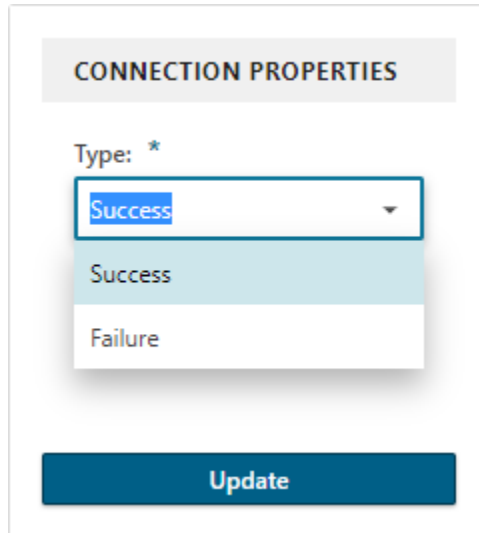 CONNECTION PROPERTIES
Type: *
Success
Success
Failure
Update